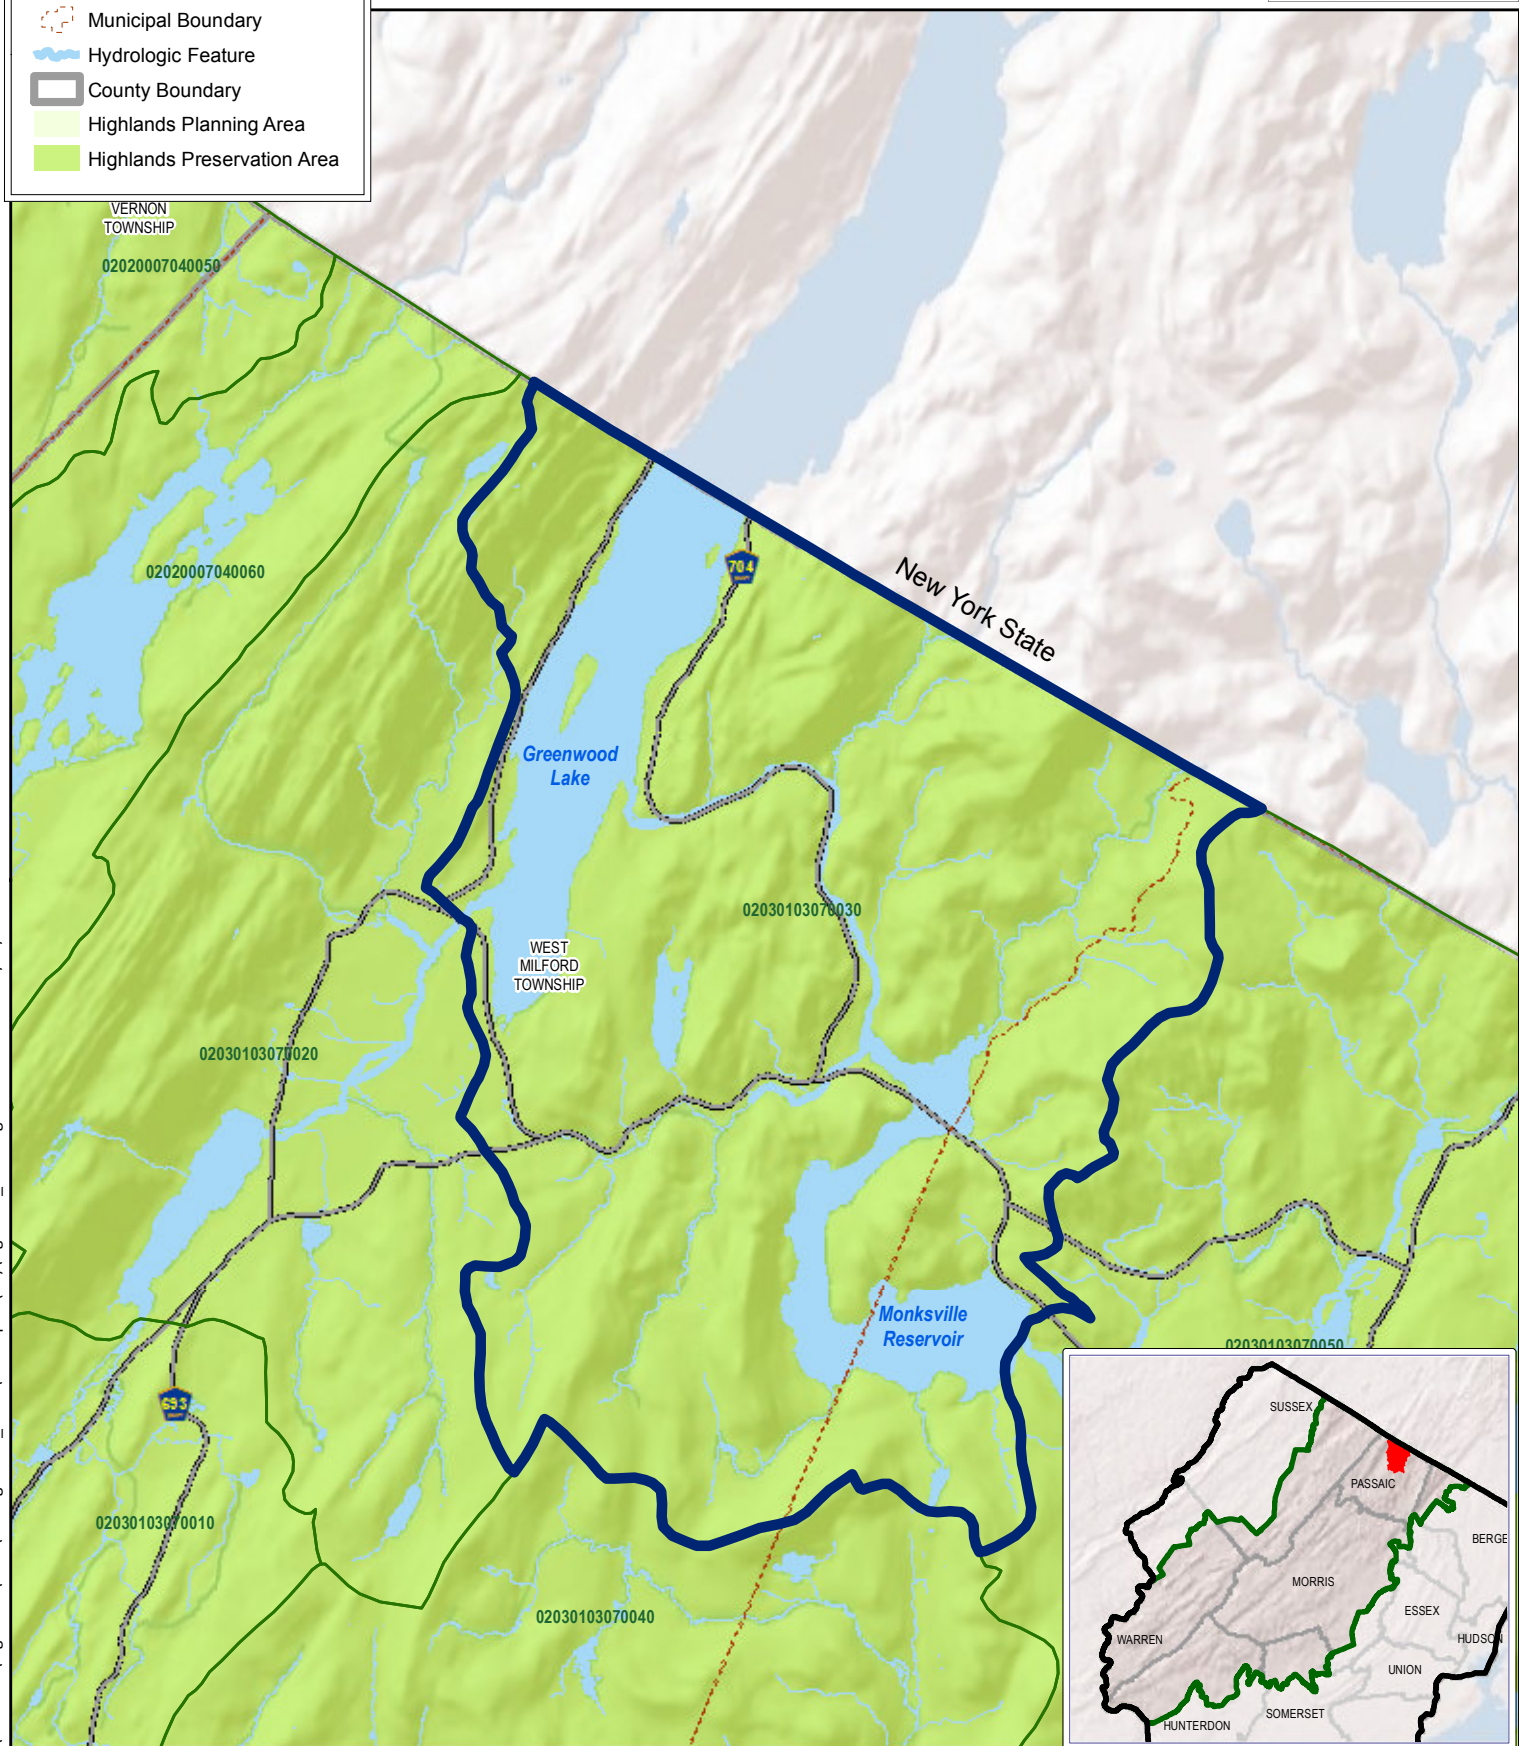 Municipal Boundary
Hydrologic Feature
County Boundary
Highlands Planning Area
Highlands Preservation Area
VERNON
TOWNSHIP
02020007040050
02020007040060
704
New York State
Greenwood
Lake
02030103070030
WEST
MILFORD
TOWNSHIP
02030103070020
Monksville
Reservoir
02030103070050
693
02030103070010
02030103070040
SUSSEX
PASSAIC
BERGE
MORRIS
ESSEX
WARREN
HUDSON
UNION
SOMERSET
HUNTERDON